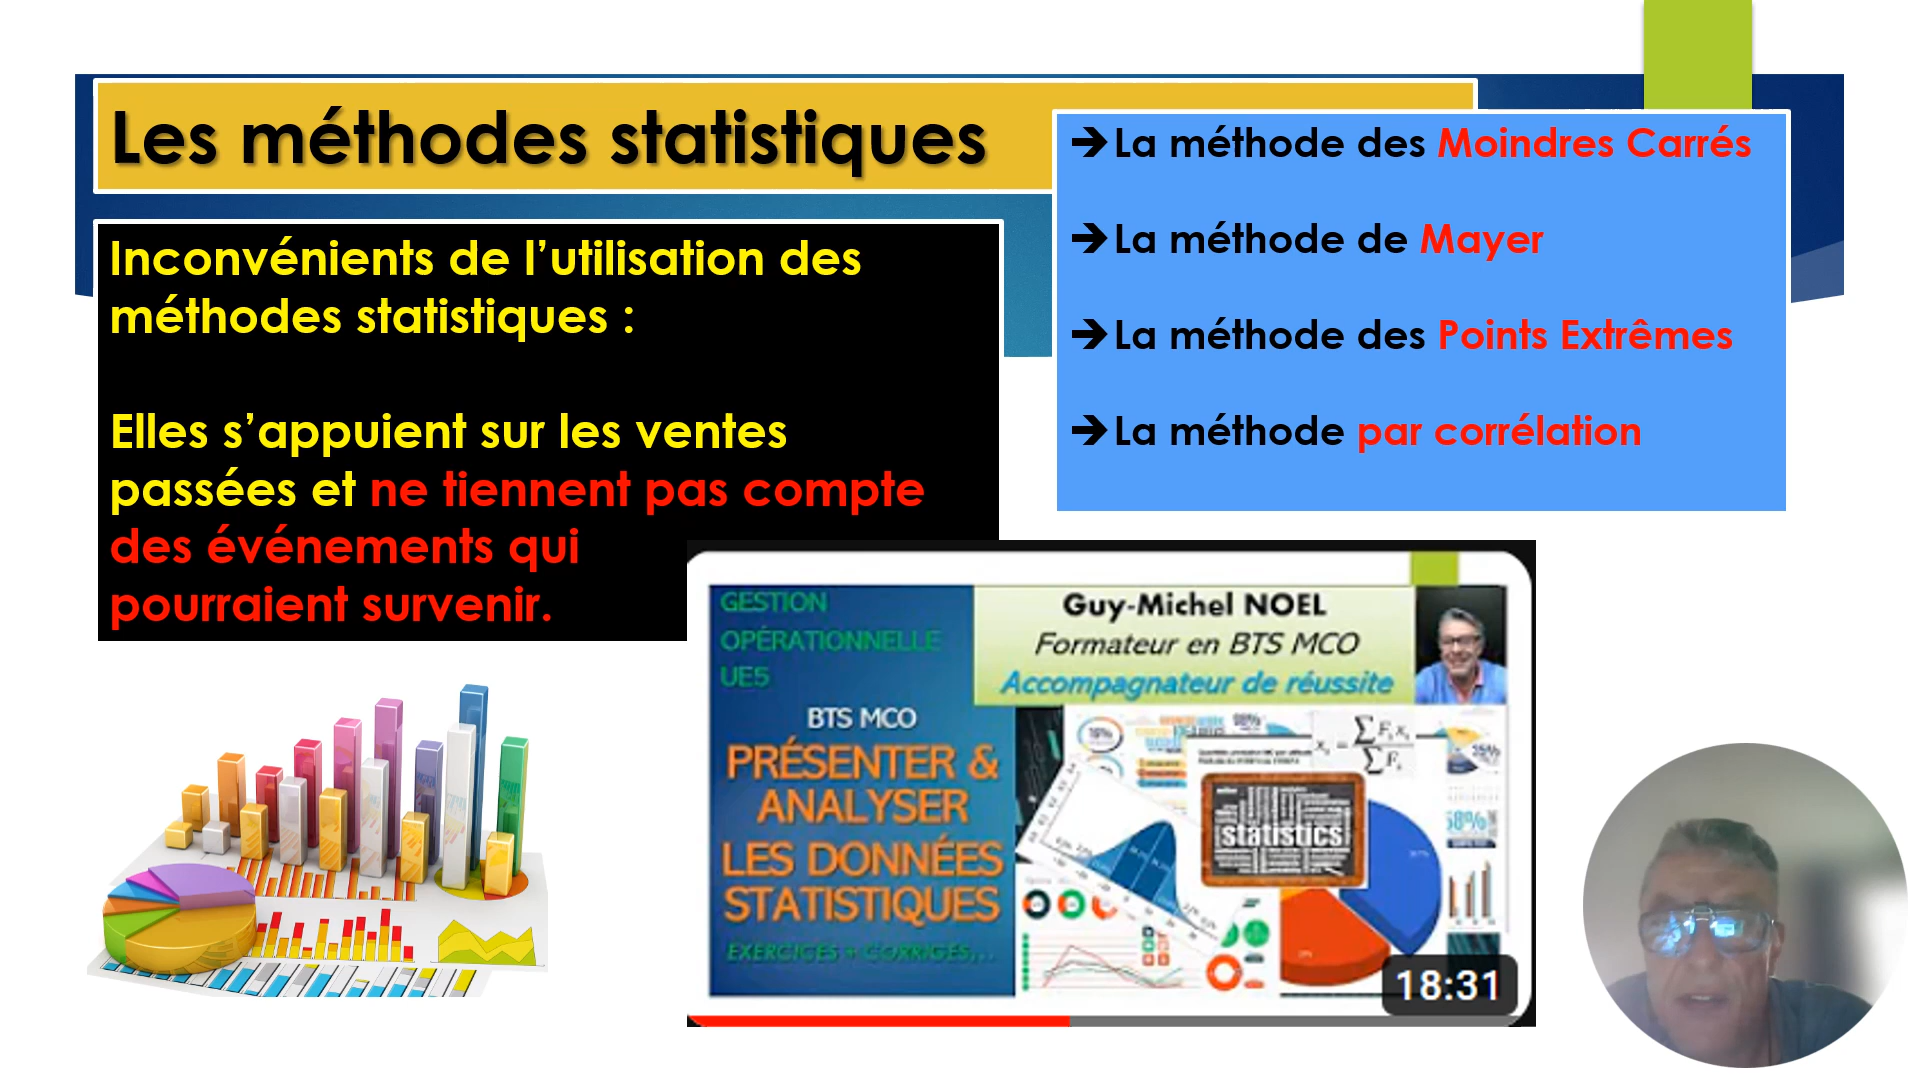 Les méthodes statistiques
➔La méthode des Moindres Carrés
➔La méthode de Mayer
➔La méthode des Points Extrêmes
➔La méthode par corrélation
Inconvénients de l’utilisation des
méthodes statistiques :
Elles s’appuient sur les ventes
passées et ne tiennent pas compte
des événements qui
pourraient survenir.
GESTION
OPÉRATIONNELLE
UE5
Guy-Michel NOEL
Formateur en BTS MCO
Accompagnateur de réussite
BTS MCO
PRÉSENTER &
ANALYSER
LES DONNÉES
STATISTIQUES
EXERCICES + CORRIGÉS...
statistics
18:31